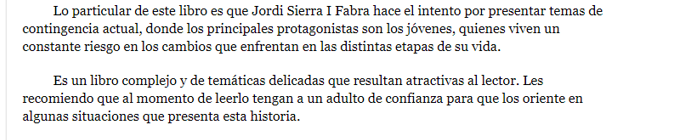 Lo particular de este libro es que Jordi Sierra I Fabra hace el intento por presentar temas de
contingencia actual, donde los principales protagonistas son los jóvenes, quienes viven un
constante riesgo en los cambios que enfrentan en las distintas etapas de su vida.
Es un libro complejo y de temáticas delicadas que resultan atractivas al lector. Les
recomiendo que al momento de leerlo tengan a un adulto de confianza para que los oriente en
algunas situaciones que presenta esta historia.